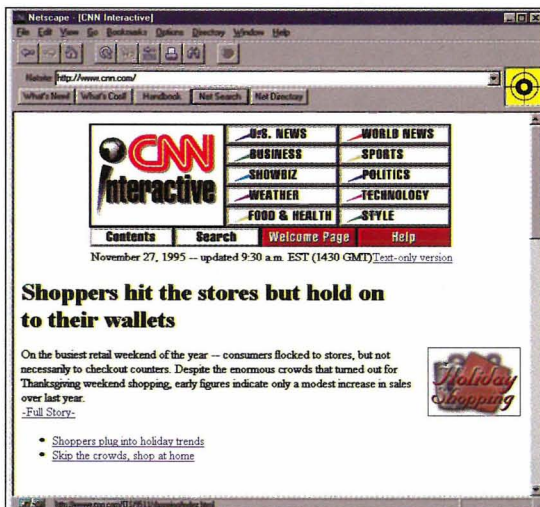 Netscape - [CNN Interactive]
File Edit View Go Bookmarks Options Directory Window Help
Netsite: http://www.cnn.com/
What's New! What's Cool! Handbook Net Search Net Directory
CNN
interactive
U.S. NEWS WORLD NEWS
BUSINESS SPORTS
SHOWBIZ POLITICS
WEATHER TECHNOLOGY
FOOD & HEALTH STYLE
Contents Search Welcome Page Help
November 27, 1995 -- updated 9:30 a.m. EST (1430 GMT) Text-only version
Shoppers hit the stores but hold on
to their wallets
On the busiest retail weekend of the year -- consumers flocked to stores, but not
necessarily to checkout counters. Despite the enormous crowds that turned out for
Thanksgiving weekend shopping, early figures indicate only a modest increase in sales
over last year.
-Full Story-
Holiday
Shopping
• Shoppers plug into holiday trends
• Skip the crowds, shop at home